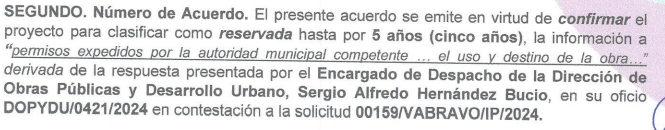 SEGUNDO. Número de Acuerdo. El presente acuerdo se emite en virtud de confirmar el
proyecto para clasificar como reservada hasta por 5 años (cinco años), la información a
“permisos expedidos por la autoridad municipal competente ... el uso y destino de la obra...”
derivada de la respuesta presentada por el Encargado de Despacho de la Dirección de
Obras Públicas y Desarrollo Urbano, Sergio Alfredo Hernández Bucio, en su oficio
DOPYDU/0421/2024 en contestación a la solicitud 00159/VABRAVO/IP/2024.